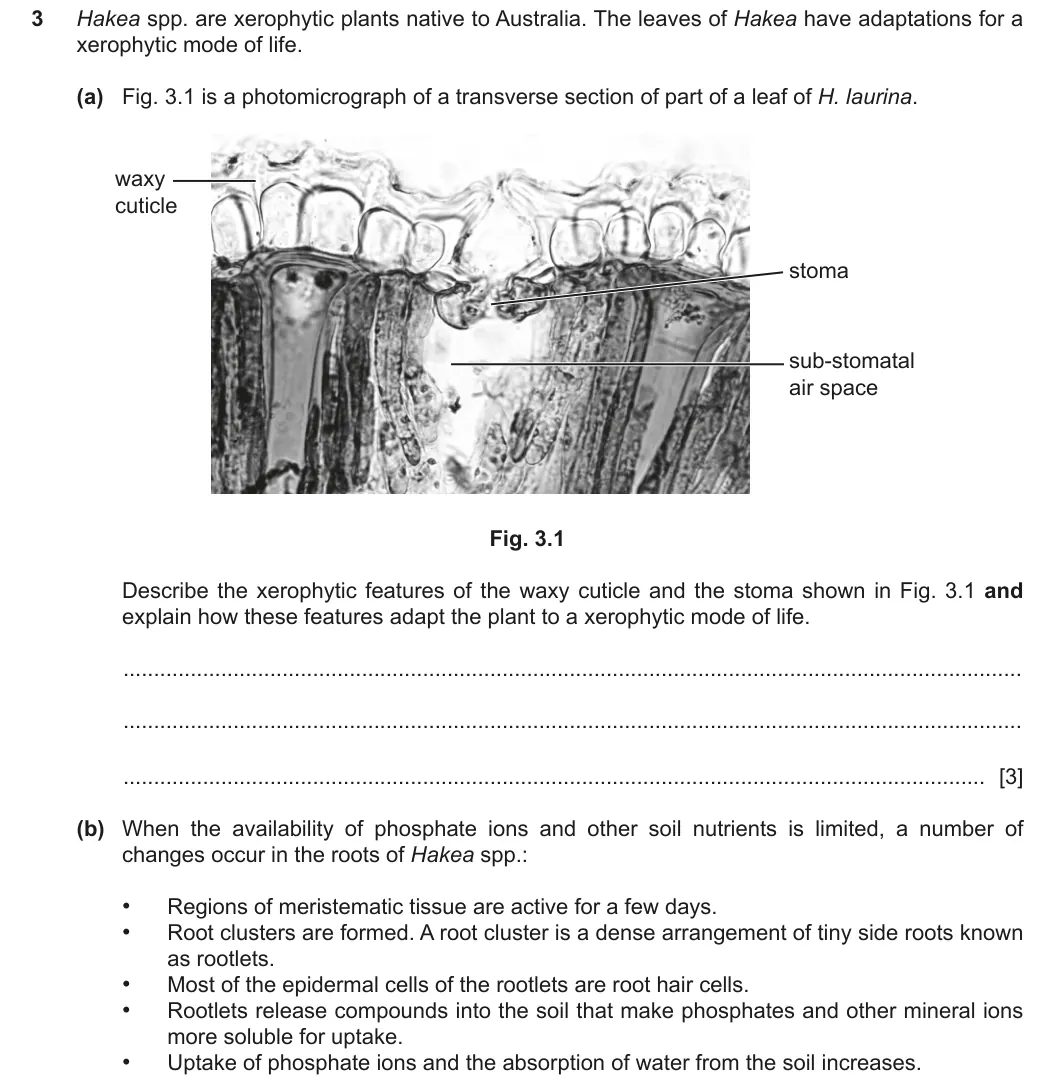 3 Hakea spp. are xerophytic plants native to Australia. The leaves of Hakea have adaptations for a
xerophytic mode of life.
(a) Fig. 3.1 is a photomicrograph of a transverse section of part of a leaf of H. laurina.
waxy
cuticle
stoma
sub-stomatal
air space
Fig. 3.1
Describe the xerophytic features of the waxy cuticle and the stoma shown in Fig. 3.1 and
explain how these features adapt the plant to a xerophytic mode of life.
...................................................................................................................................................
...................................................................................................................................................
.............................................................................................................................................. [3]
(b) When the availability of phosphate ions and other soil nutrients is limited, a number of
changes occur in the roots of Hakea spp.:
• Regions of meristematic tissue are active for a few days.
• Root clusters are formed. A root cluster is a dense arrangement of tiny side roots known
as rootlets.
• Most of the epidermal cells of the rootlets are root hair cells.
• Rootlets release compounds into the soil that make phosphates and other mineral ions
more soluble for uptake.
• Uptake of phosphate ions and the absorption of water from the soil increases.